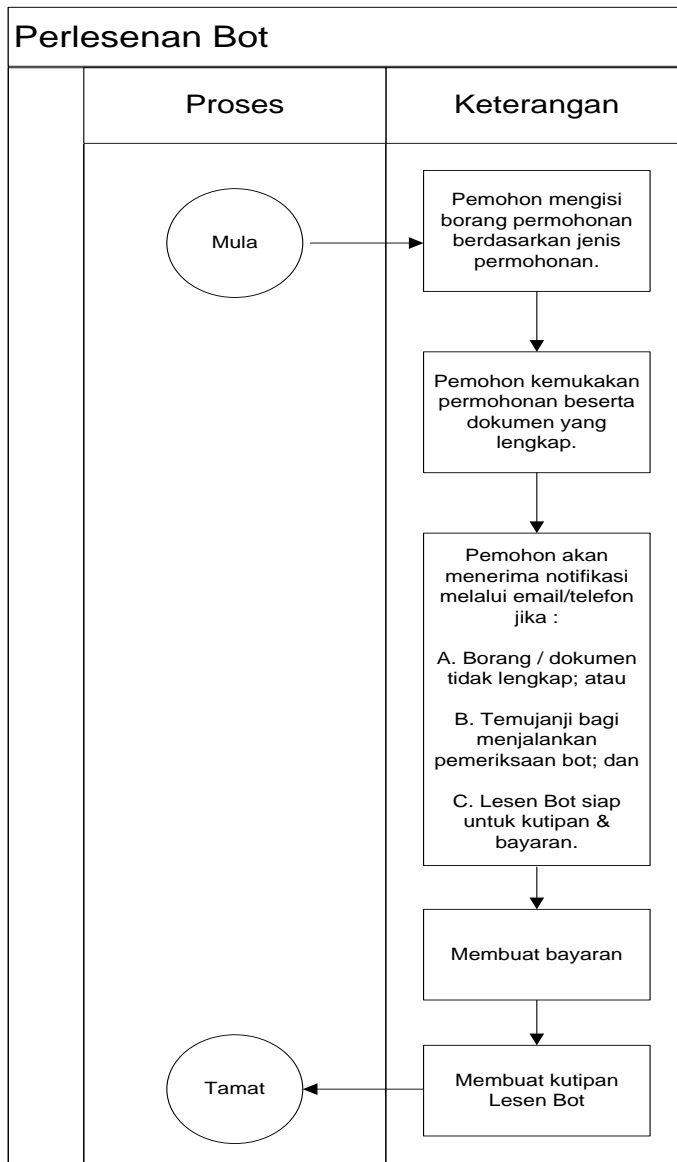 Perlesenan Bot
Proses
Keterangan
Mula
Pemohon mengisi
borang permohonan
berdasarkan jenis
permohonan.
Pemohon kemukakan
permohonan beserta
dokumen yang
lengkap.
Pemohon akan
menerima notifikasi
melalui email/telefon
jika :
A. Borang / dokumen
tidak lengkap; atau
B. Temujanji bagi
menjalankan
pemeriksaan bot; dan
C. Lesen Bot siap
untuk kutipan &
bayaran.
Membuat bayaran
Tamat
Membuat kutipan
Lesen Bot